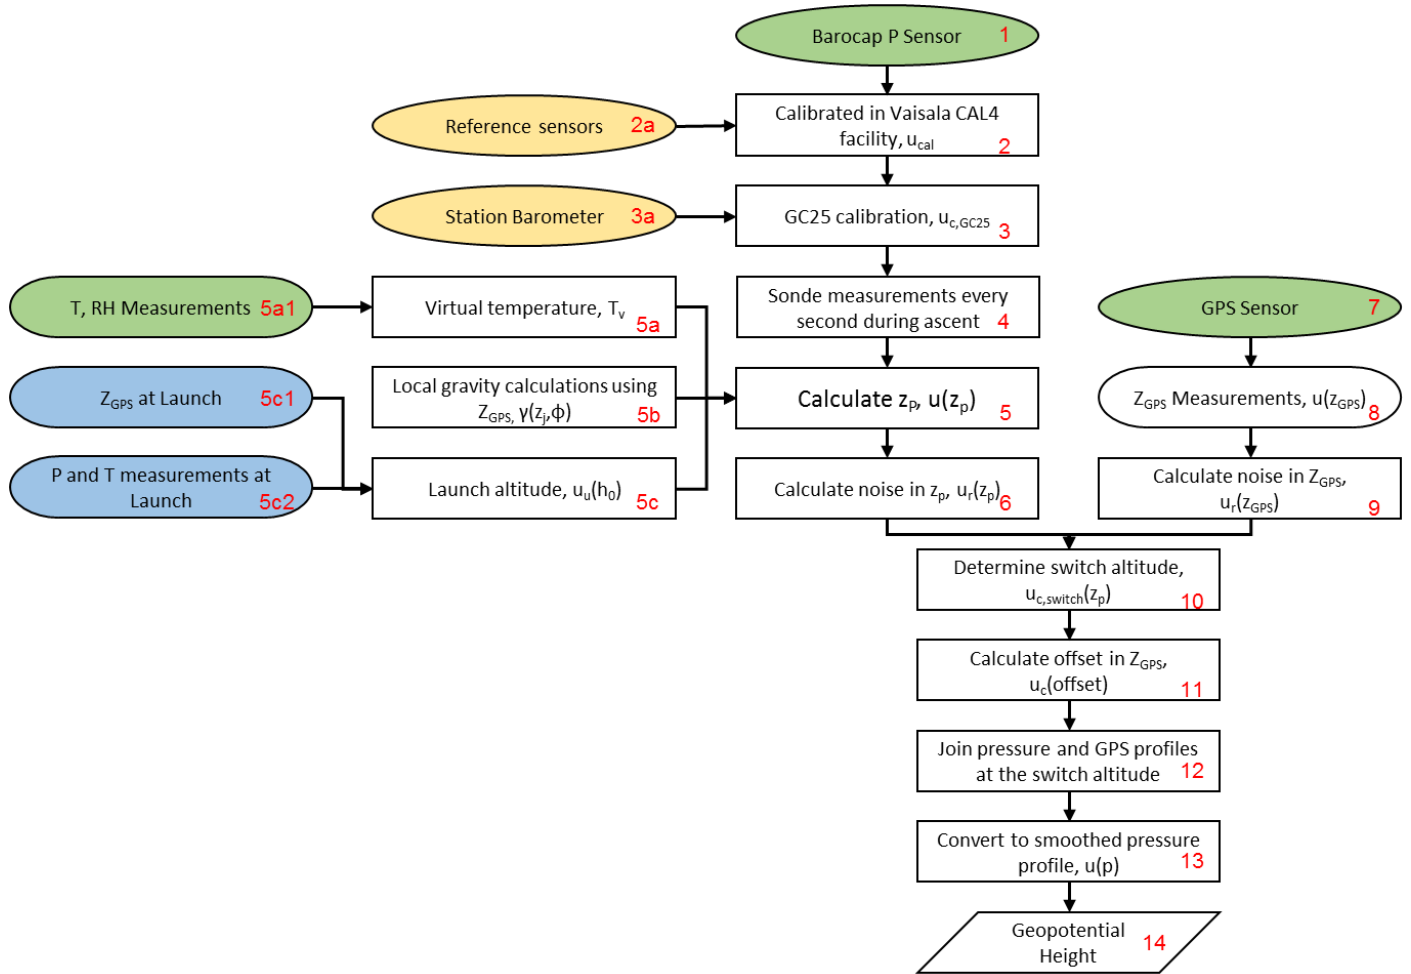 Barocap P Sensor 1
Reference sensors 2a
Calibrated in Vaisala CAL4
facility, ucal 2
Station Barometer 3a
GC25 calibration, uc,GC25 3
T, RH Measurements 5a1
Virtual temperature, Tv 5a
Sonde measurements every
second during ascent 4
GPS Sensor 7
ZGPS at Launch 5c1
Local gravity calculations using
ZGPS, γ(zj,ϕ) 5b
Calculate zP, u(zp) 5
ZGPS Measurements, u(zGPS) 8
P and T measurements at
Launch 5c2
Launch altitude, uu(h0) 5c
Calculate noise in zp, ur(zp) 6
Calculate noise in ZGPS,
ur(zGPS) 9
Determine switch altitude,
uc,switch(zp) 10
Calculate offset in ZGPS,
uc(offset) 11
Join pressure and GPS profiles
at the switch altitude 12
Convert to smoothed pressure
profile, u(p) 13
Geopotential
Height 14